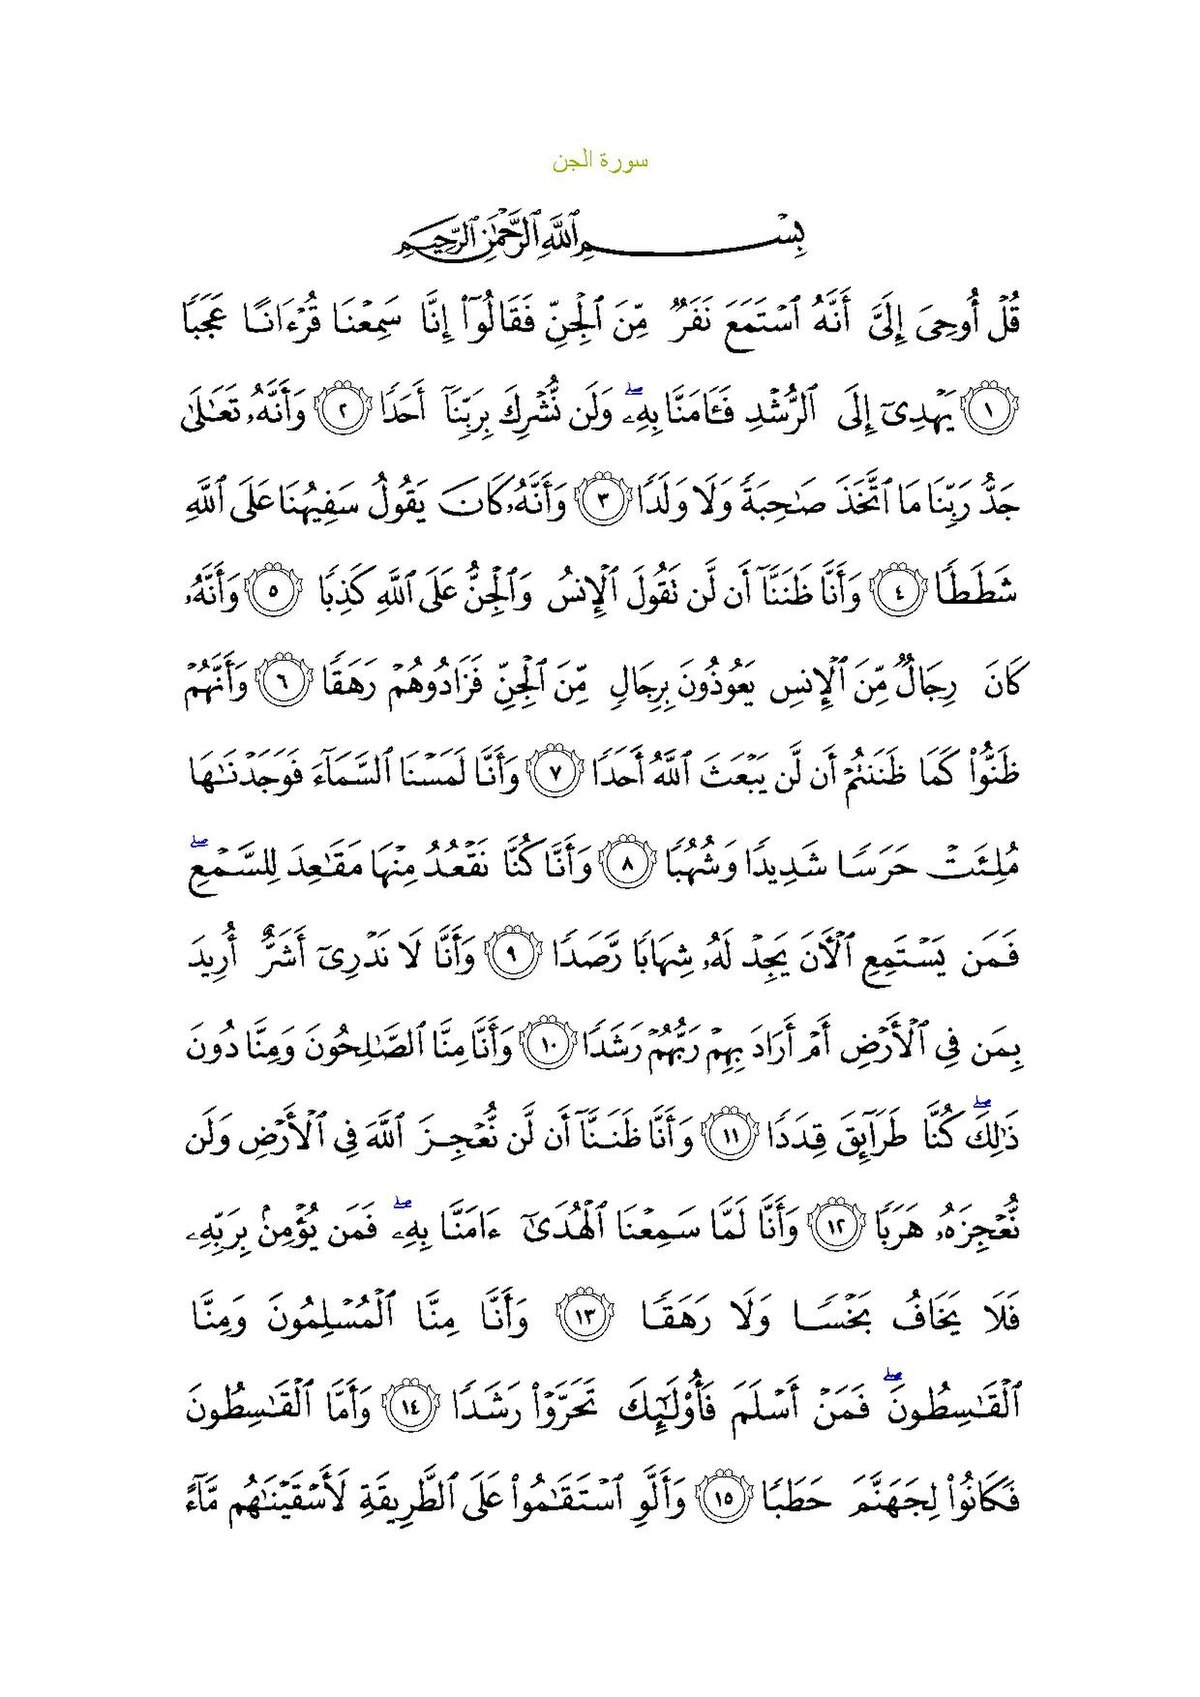 سورة الجن
بِسْمِ ٱللَّهِ ٱلرَّحْمَٰنِ ٱلرَّحِيمِ
قُلْ أُوحِىَ إِلَىَّ أَنَّهُ ٱسْتَمَعَ نَفَرٌ مِّنَ ٱلْجِنِّ فَقَالُوٓا۟ إِنَّا سَمِعْنَا قُرْءَانًا عَجَبًا
﴿١﴾ يَهْدِىٓ إِلَى ٱلرُّشْدِ فَـَٔامَنَّا بِهِۦ ۖ وَلَن نُّشْرِكَ بِرَبِّنَآ أَحَدًا ﴿٢﴾ وَأَنَّهُۥ تَعَٰلَىٰ
جَدُّ رَبِّنَا مَا ٱتَّخَذَ صَٰحِبَةً وَلَا وَلَدًا ﴿٣﴾ وَأَنَّهُۥ كَانَ يَقُولُ سَفِيهُنَا عَلَى ٱللَّهِ
شَطَطًا ﴿٤﴾ وَأَنَّا ظَنَنَّآ أَن لَّن تَقُولَ ٱلْإِنسُ وَٱلْجِنُّ عَلَى ٱللَّهِ كَذِبًا ﴿٥﴾ وَأَنَّهُۥ
كَانَ رِجَالٌ مِّنَ ٱلْإِنسِ يَعُوذُونَ بِرِجَالٍ مِّنَ ٱلْجِنِّ فَزَادُوهُمْ رَهَقًا ﴿٦﴾ وَأَنَّهُمْ
ظَنُّوا۟ كَمَا ظَنَنتُمْ أَن لَّن يَبْعَثَ ٱللَّهُ أَحَدًا ﴿٧﴾ وَأَنَّا لَمَسْنَا ٱلسَّمَآءَ فَوَجَدْنَٰهَا
مُلِئَتْ حَرَسًا شَدِيدًا وَشُهُبًا ﴿٨﴾ وَأَنَّا كُنَّا نَقْعُدُ مِنْهَا مَقَٰعِدَ لِلسَّمْعِ ۖ
فَمَن يَسْتَمِعِ ٱلْـَٔانَ يَجِدْ لَهُۥ شِهَابًا رَّصَدًا ﴿٩﴾ وَأَنَّا لَا نَدْرِىٓ أَشَرٌّ أُرِيدَ
بِمَن فِى ٱلْأَرْضِ أَمْ أَرَادَ بِهِمْ رَبُّهُمْ رَشَدًا ﴿١٠﴾ وَأَنَّا مِنَّا ٱلصَّٰلِحُونَ وَمِنَّا دُونَ
ذَٰلِكَ ۖ كُنَّا طَرَآئِقَ قِدَدًا ﴿١١﴾ وَأَنَّا ظَنَنَّآ أَن لَّن نُّعْجِزَ ٱللَّهَ فِى ٱلْأَرْضِ وَلَن
نُّعْجِزَهُۥ هَرَبًا ﴿١٢﴾ وَأَنَّا لَمَّا سَمِعْنَا ٱلْهُدَىٰٓ ءَامَنَّا بِهِۦ ۖ فَمَن يُؤْمِنۢ بِرَبِّهِۦ
فَلَا يَخَافُ بَخْسًا وَلَا رَهَقًا ﴿١٣﴾ وَأَنَّا مِنَّا ٱلْمُسْلِمُونَ وَمِنَّا
ٱلْقَٰسِطُونَ ۖ فَمَنْ أَسْلَمَ فَأُو۟لَٰٓئِكَ تَحَرَّوْا۟ رَشَدًا ﴿١٤﴾ وَأَمَّا ٱلْقَٰسِطُونَ
فَكَانُوا۟ لِجَهَنَّمَ حَطَبًا ﴿١٥﴾ وَأَلَّوِ ٱسْتَقَٰمُوا۟ عَلَى ٱلطَّرِيقَةِ لَأَسْقَيْنَٰهُم مَّآءً